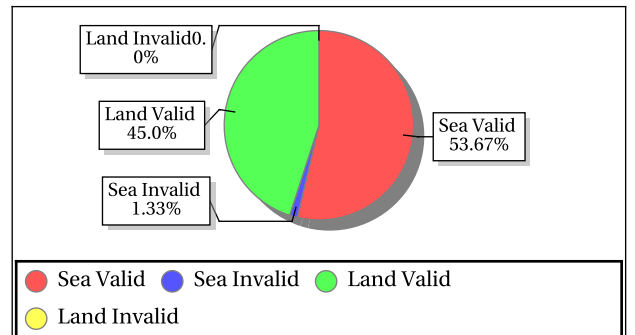 Land Invalid0.
0%
Land Valid
45.0%
Sea Valid
53.67%
Sea Invalid
1.33%
Sea Valid Sea Invalid Land Valid
Land Invalid